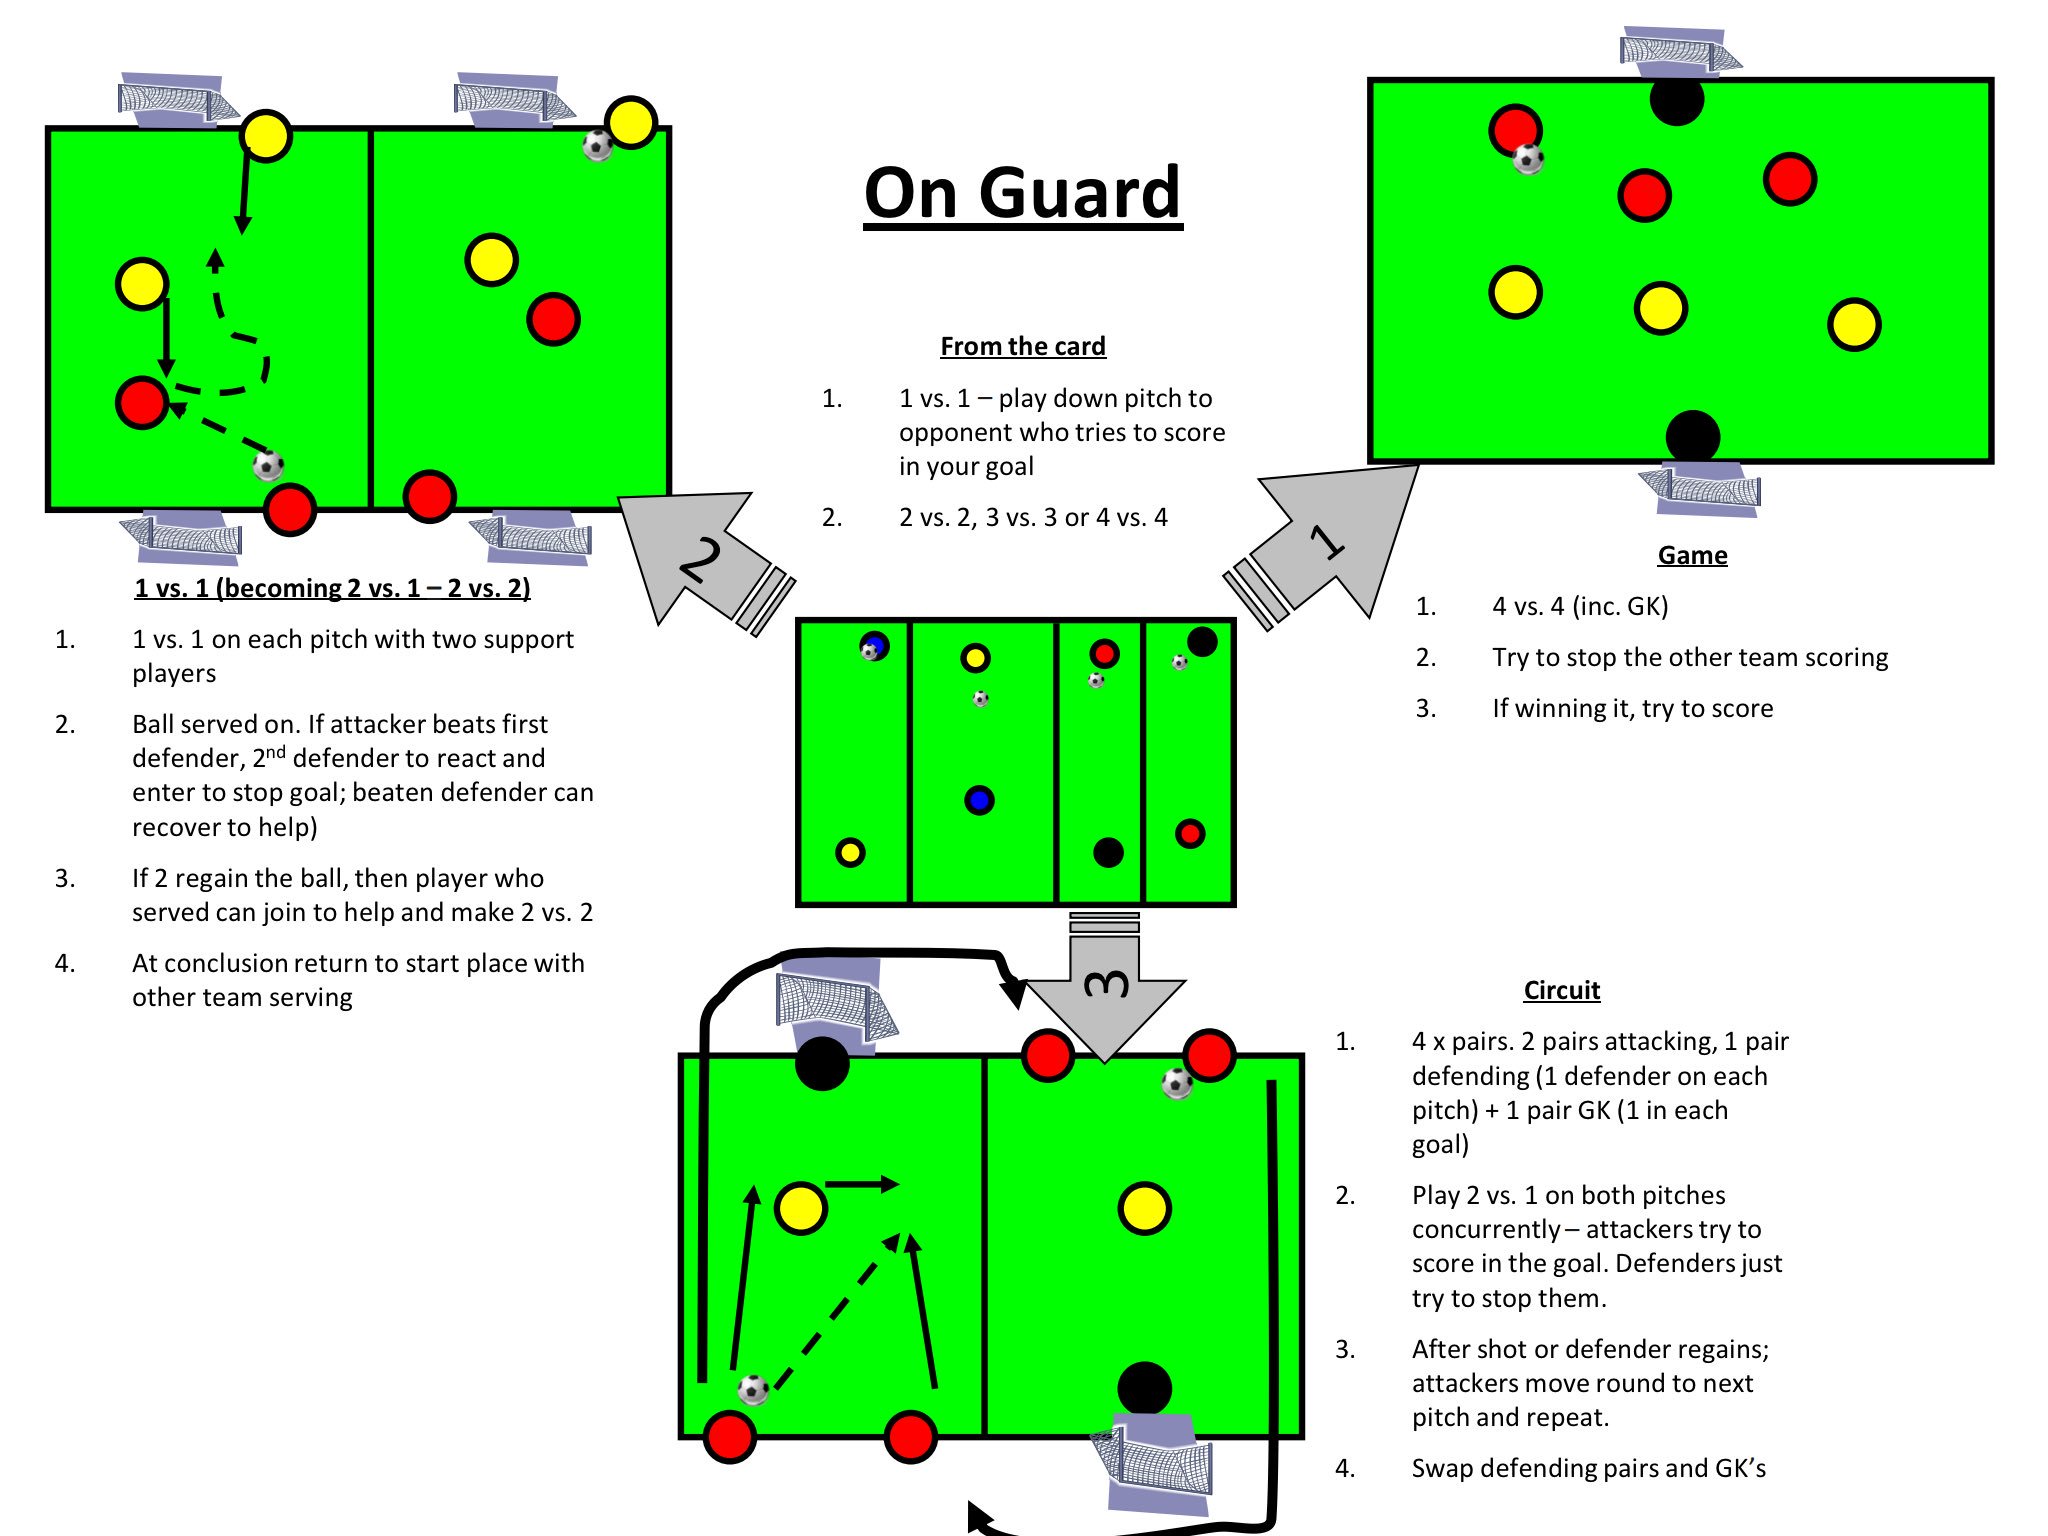 On Guard
From the card
1. 1 vs. 1 – play down pitch to
opponent who tries to score
in your goal
2. 2 vs. 2, 3 vs. 3 or 4 vs. 4
2
1
3
1 vs. 1 (becoming 2 vs. 1 – 2 vs. 2)
1. 1 vs. 1 on each pitch with two support
players
2. Ball served on. If attacker beats first
defender, 2nd defender to react and
enter to stop goal; beaten defender can
recover to help)
3. If 2 regain the ball, then player who
served can join to help and make 2 vs. 2
4. At conclusion return to start place with
other team serving
Game
1. 4 vs. 4 (inc. GK)
2. Try to stop the other team scoring
3. If winning it, try to score
Circuit
1. 4 x pairs. 2 pairs attacking, 1 pair
defending (1 defender on each
pitch) + 1 pair GK (1 in each
goal)
2. Play 2 vs. 1 on both pitches
concurrently – attackers try to
score in the goal. Defenders just
try to stop them.
3. After shot or defender regains;
attackers move round to next
pitch and repeat.
4. Swap defending pairs and GK’s